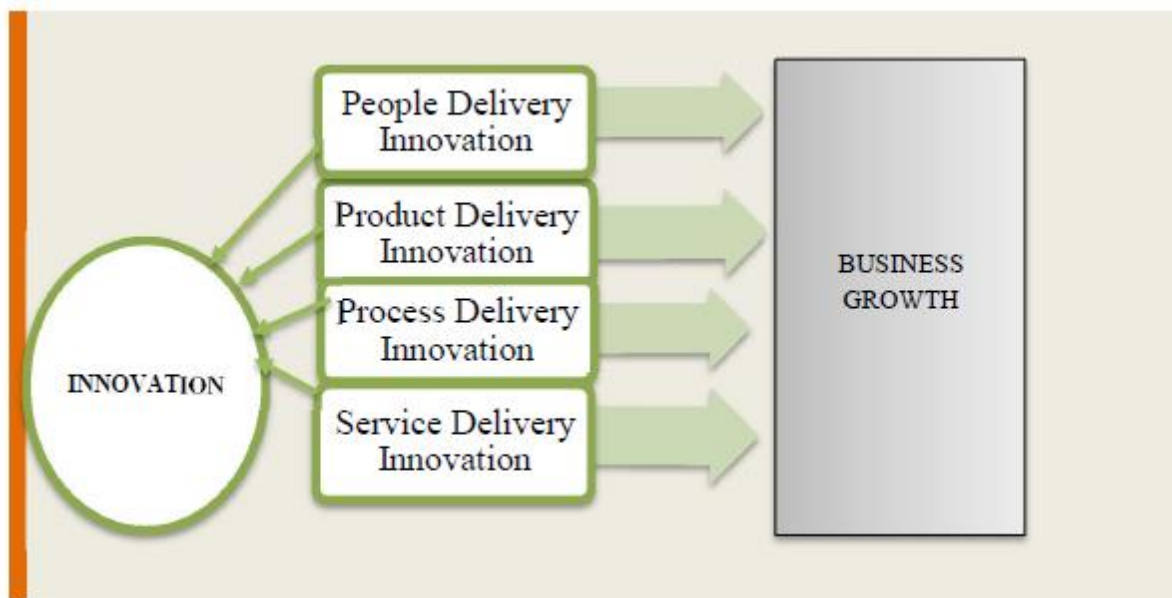 People Delivery
Innovation
Product Delivery
Innovation
Process Delivery
Innovation
Service Delivery
Innovation
INNOVATION
BUSINESS
GROWTH